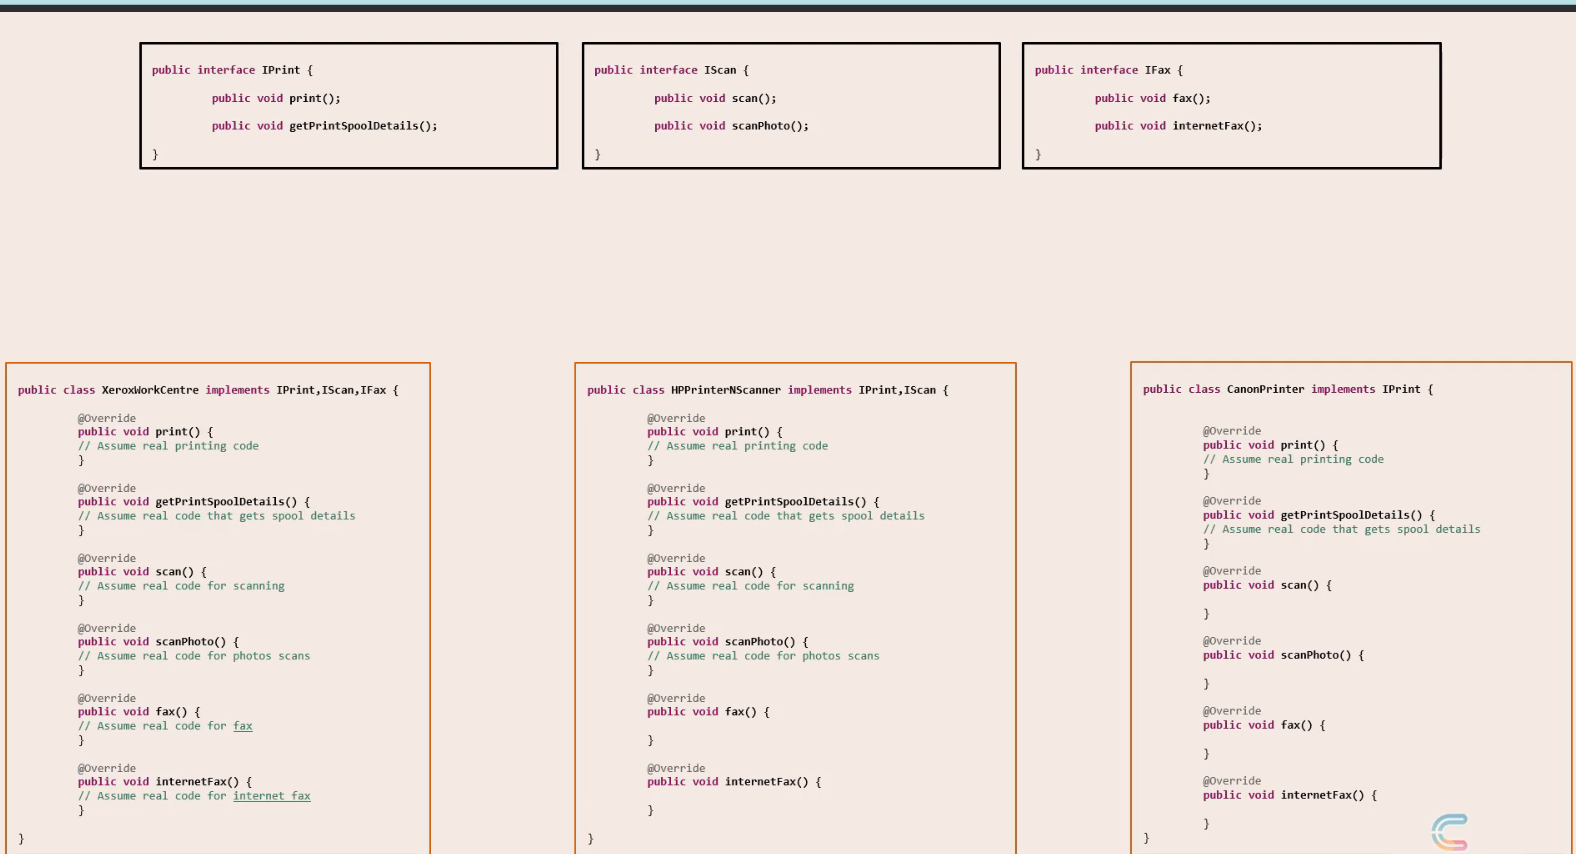 public interface IPrint {
public void print();
public void getPrintSpoolDetails();
}
public interface IScan {
public void scan();
public void scanPhoto();
}
public interface IFax {
public void fax();
public void internetFax();
}
public class XeroxWorkCentre implements IPrint,IScan,IFax {
@Override
public void print() {
// Assume real printing code
}
@Override
public void getPrintSpoolDetails() {
// Assume real code that gets spool details
}
@Override
public void scan() {
// Assume real code for scanning
}
@Override
public void scanPhoto() {
// Assume real code for photos scans
}
@Override
public void fax() {
// Assume real code for fax
}
@Override
public void internetFax() {
// Assume real code for internet fax
}
}
public class HPPrinterNScanner implements IPrint,IScan {
@Override
public void print() {
// Assume real printing code
}
@Override
public void getPrintSpoolDetails() {
// Assume real code that gets spool details
}
@Override
public void scan() {
// Assume real code for scanning
}
@Override
public void scanPhoto() {
// Assume real code for photos scans
}
@Override
public void fax() {
}
@Override
public void internetFax() {
}
}
public class CanonPrinter implements IPrint {
@Override
public void print() {
// Assume real printing code
}
@Override
public void getPrintSpoolDetails() {
// Assume real code that gets spool details
}
@Override
public void scan() {
}
@Override
public void scanPhoto() {
}
@Override
public void fax() {
}
@Override
public void internetFax() {
}
}